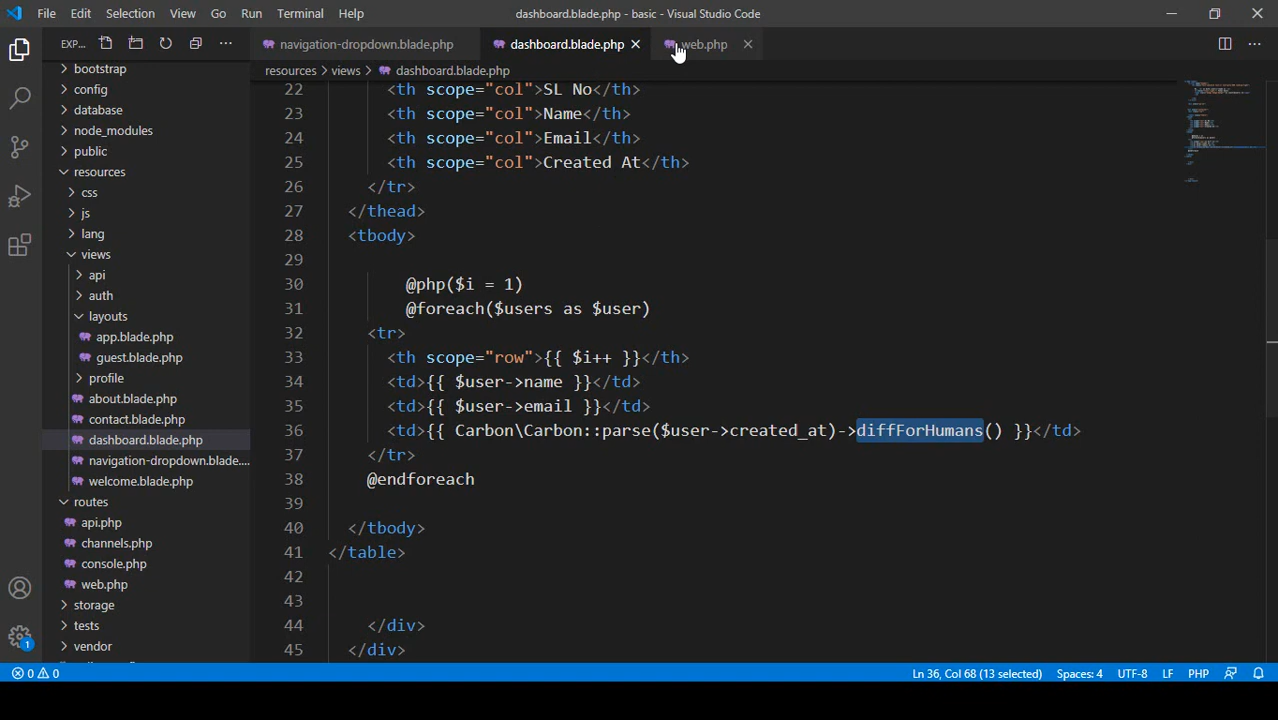 File Edit Selection View Go Run Terminal Help dashboard.blade.php - basic - Visual Studio Code
EXP... navigation-dropdown.blade.php dashboard.blade.php web.php
resources > views > dashboard.blade.php
bootstrap
config
database
node_modules
public
resources
css
js
lang
views
api
auth
layouts
app.blade.php
guest.blade.php
profile
about.blade.php
contact.blade.php
dashboard.blade.php
navigation-dropdown.blade....
welcome.blade.php
routes
api.php
channels.php
console.php
web.php
storage
tests
vendor
22 <th scope="col">SL No</th>
23 <th scope="col">Name</th>
24 <th scope="col">Email</th>
25 <th scope="col">Created At</th>
26 </tr>
27 </thead>
28 <tbody>
29
30 @php($i = 1)
31 @foreach($users as $user)
32 <tr>
33 <th scope="row">{{ $i++ }}</th>
34 <td>{{ $user->name }}</td>
35 <td>{{ $user->email }}</td>
36 <td>{{ Carbon\Carbon::parse($user->created_at)->diffForHumans() }}</td>
37 </tr>
38 @endforeach
39
40 </tbody>
41 </table>
42
43
44 </div>
45 </div>
1
0 0 Ln 36, Col 68 (13 selected) Spaces: 4 UTF-8 LF PHP